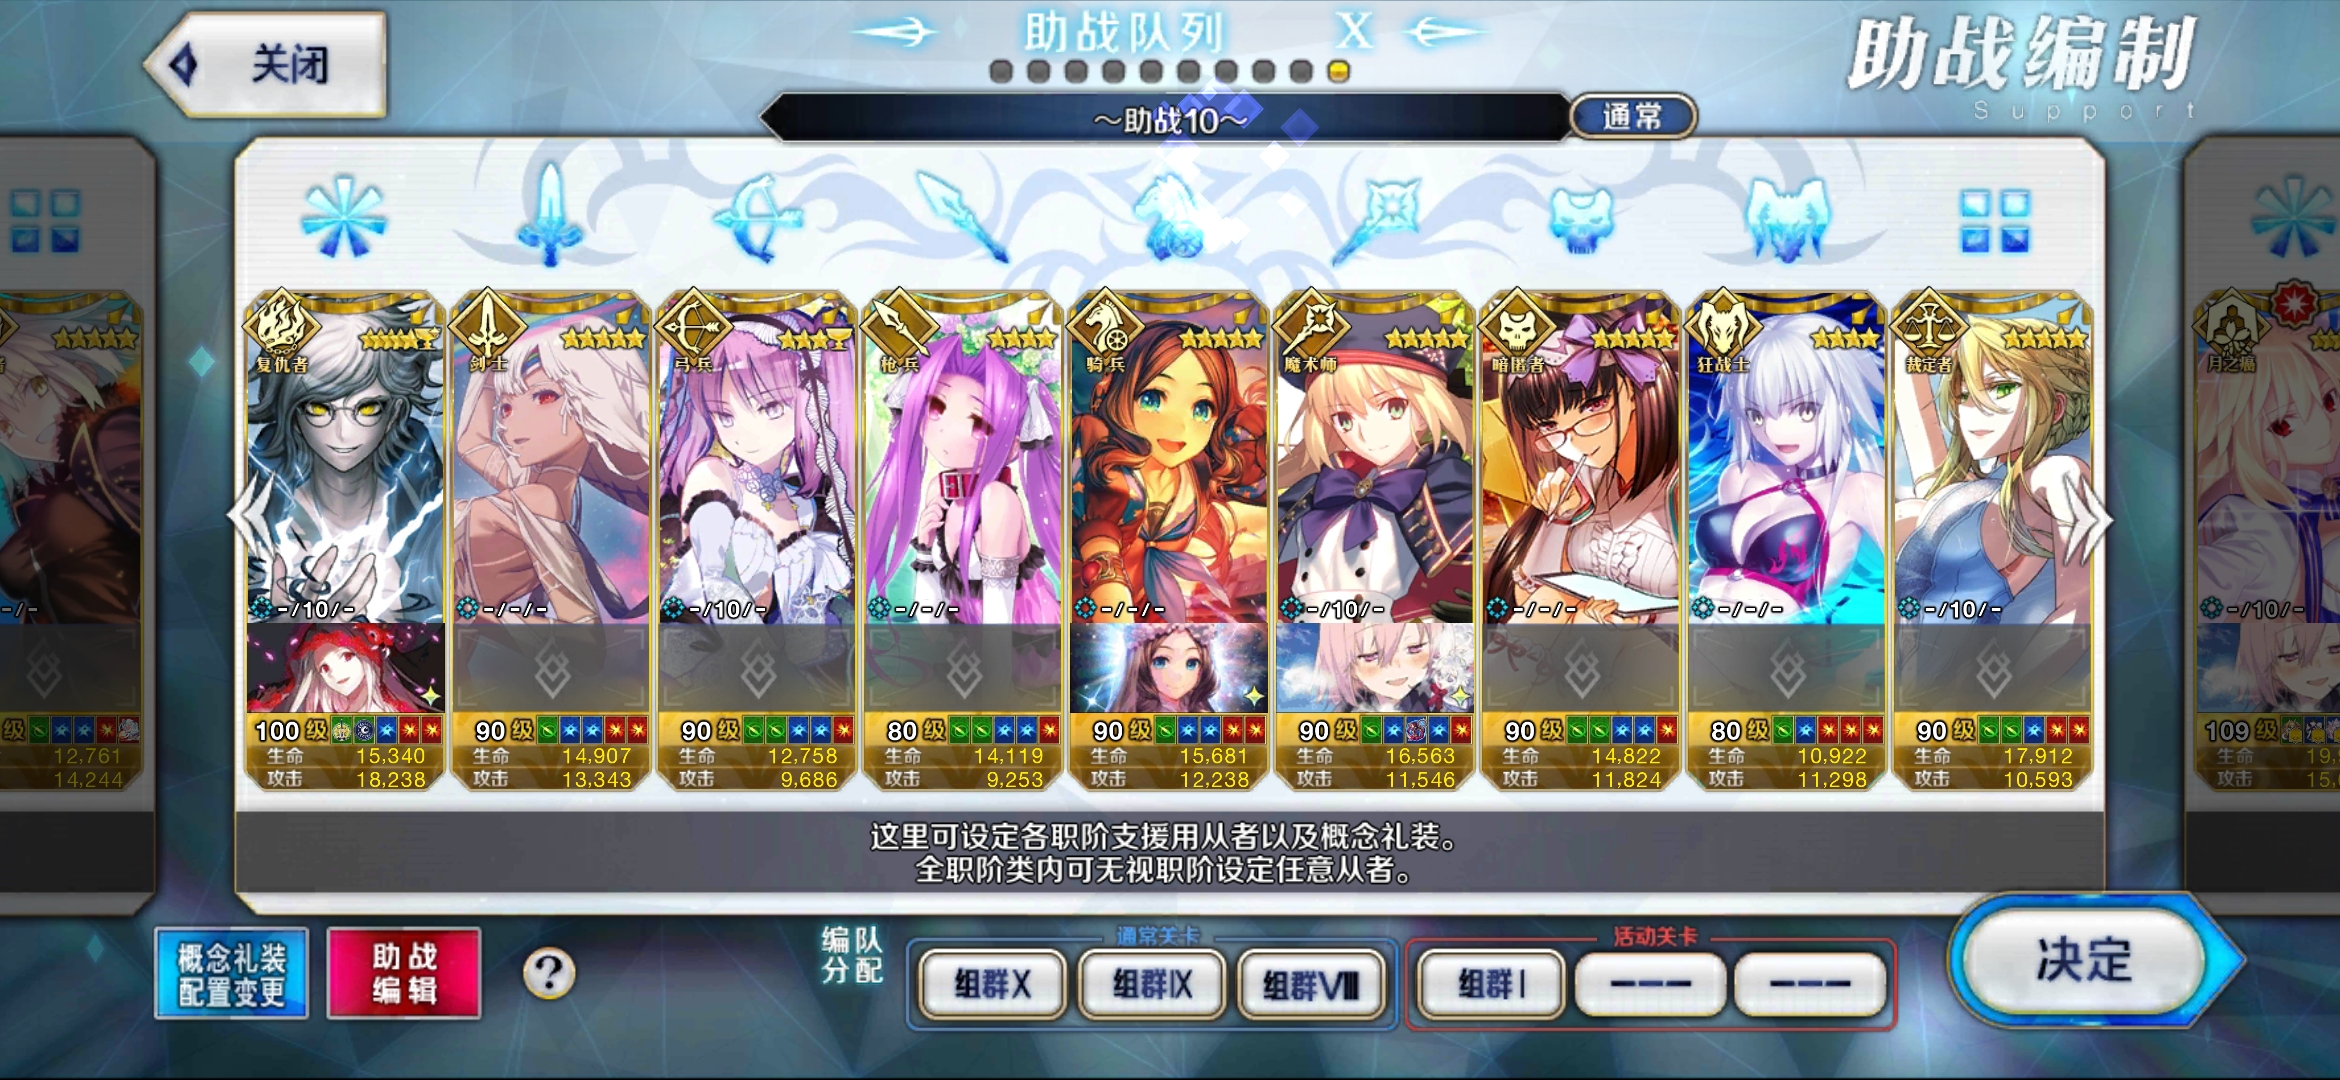 关闭
助战队列 X
助战编制
Support
～助战10～
通常
复仇者
剑士
弓兵
枪兵
骑兵
魔术师
暗匿者
狂战士
裁定者
月之癌
-/-
-/10/-
-/-/-
-/10/-
-/-/-
-/-/-
-/10/-
-/-/-
-/-/-
-/10/-
-/10/-
级
12,761
14,244
100级
生命 15,340
攻击 18,238
90级
生命 14,907
攻击 13,343
90级
生命 12,758
攻击 9,686
80级
生命 14,119
攻击 9,253
90级
生命 15,681
攻击 12,238
90级
生命 16,563
攻击 11,546
90级
生命 14,822
攻击 11,824
80级
生命 10,922
攻击 11,298
90级
生命 17,912
攻击 10,593
109级
生命
攻击
这里可设定各职阶支援用从者以及概念礼装。
全职阶类内可无视职阶设定任意从者。
概念礼装
配置变更
助战
编辑
?
编队
分配
通常关卡
组群X
组群IX
组群VIII
活动关卡
组群I
---
---
决定